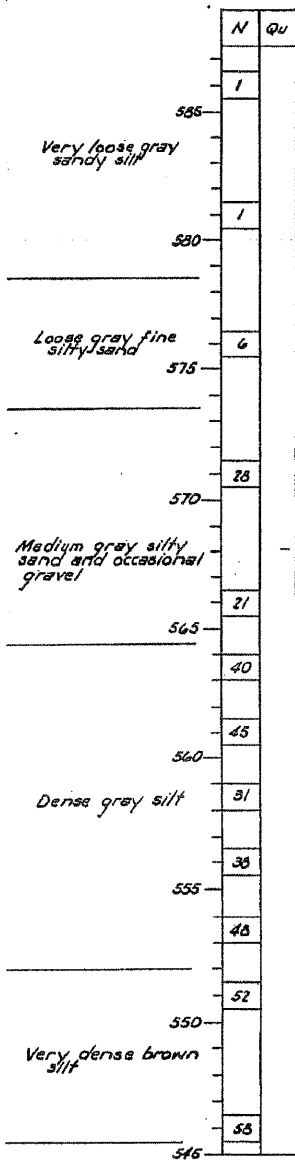 N Qu
1
585
Very loose gray
sandy silt
1
580
Loose gray fine
silty sand
6
575
28
570
Medium gray silty
sand and occasional
gravel
21
565
40
45
560
Dense gray silt
31
38
555
48
52
550
Very dense brown
silt
58
545